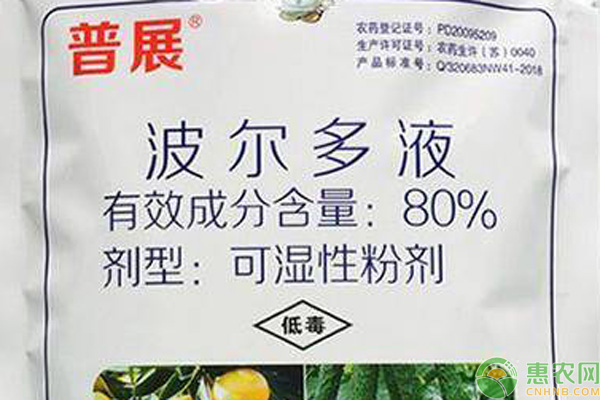 普展®
农药登记证号：PD20095209
生产许可证号：农药生许（苏）0040
产品标准号：Q/320683NW41-2018
波尔多液
有效成分含量：80%
剂型：可湿性粉剂
低毒
惠农网
CNHNB.COM